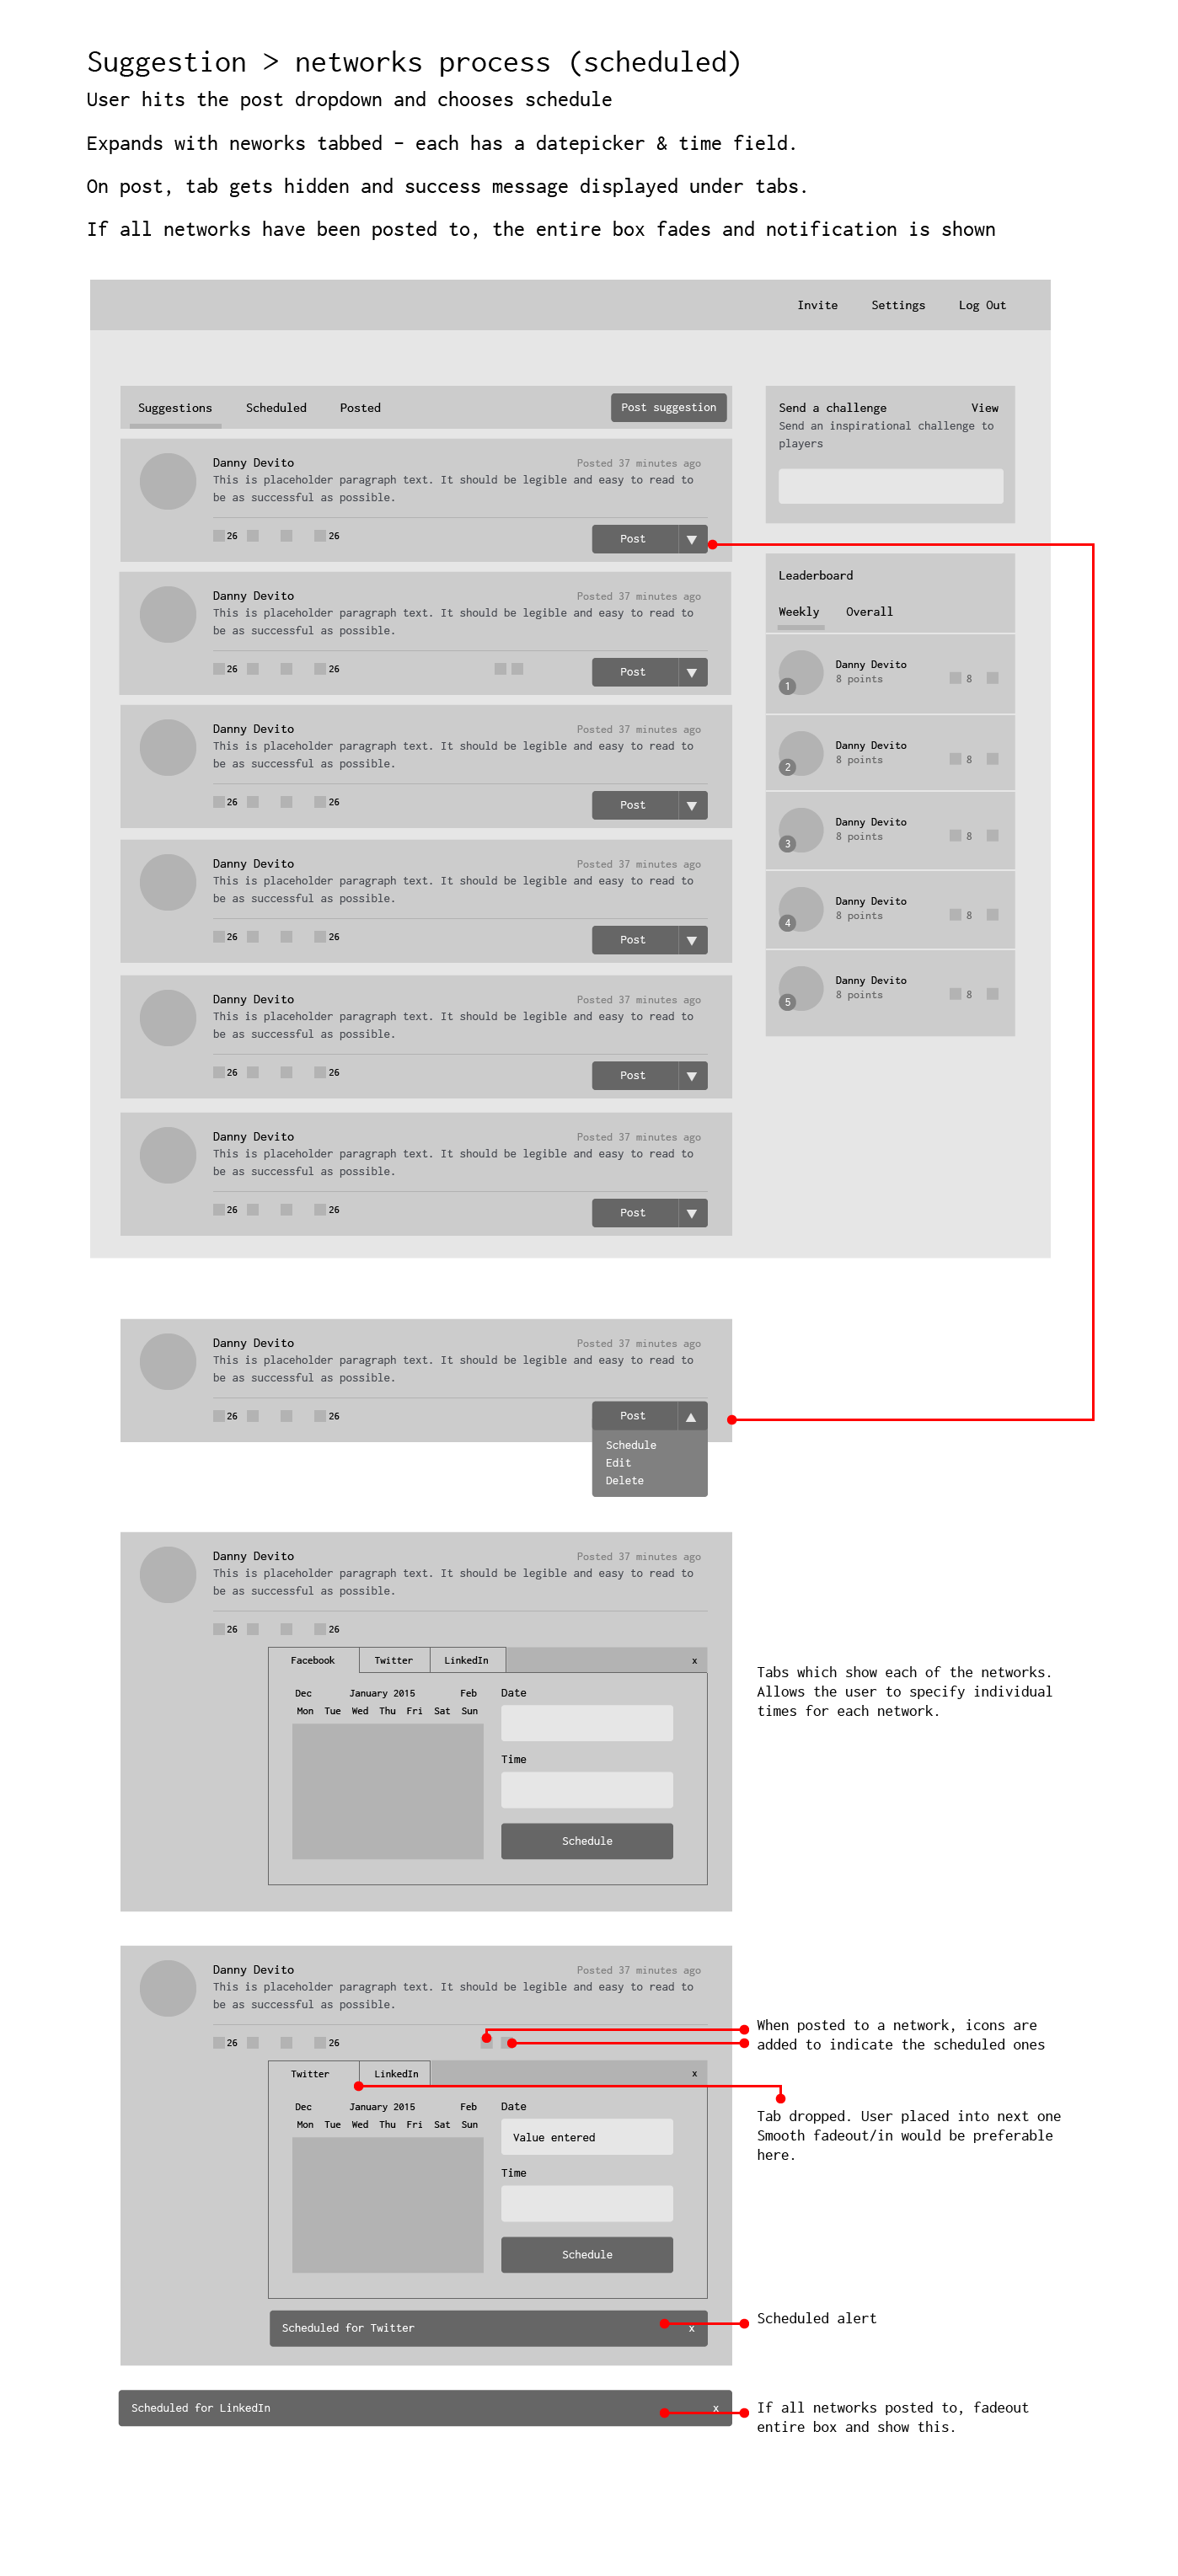 Suggestion > networks process (scheduled)
User hits the post dropdown and chooses schedule
Expands with neworks tabbed – each has a datepicker & time field.
On post, tab gets hidden and success message displayed under tabs.
If all networks have been posted to, the entire box fades and notification is shown
Invite Settings Log Out
Suggestions Scheduled Posted Post suggestion
Danny Devito Posted 37 minutes ago
This is placeholder paragraph text. It should be legible and easy to read to
be as successful as possible.
26 26 Post
Danny Devito Posted 37 minutes ago
This is placeholder paragraph text. It should be legible and easy to read to
be as successful as possible.
26 26 Post
Danny Devito Posted 37 minutes ago
This is placeholder paragraph text. It should be legible and easy to read to
be as successful as possible.
26 26 Post
Danny Devito Posted 37 minutes ago
This is placeholder paragraph text. It should be legible and easy to read to
be as successful as possible.
26 26 Post
Danny Devito Posted 37 minutes ago
This is placeholder paragraph text. It should be legible and easy to read to
be as successful as possible.
26 26 Post
Danny Devito Posted 37 minutes ago
This is placeholder paragraph text. It should be legible and easy to read to
be as successful as possible.
26 26 Post
Send a challenge View
Send an inspirational challenge to
players
Leaderboard
Weekly Overall
Danny Devito
8 points 8
1
Danny Devito
8 points 8
2
Danny Devito
8 points 8
3
Danny Devito
8 points 8
4
Danny Devito
8 points 8
5
Danny Devito Posted 37 minutes ago
This is placeholder paragraph text. It should be legible and easy to read to
be as successful as possible.
26 26 Post
Schedule
Edit
Delete
Danny Devito Posted 37 minutes ago
This is placeholder paragraph text. It should be legible and easy to read to
be as successful as possible.
26 26
Facebook Twitter LinkedIn x
Dec January 2015 Feb Date
Mon Tue Wed Thu Fri Sat Sun
Time
Schedule
Tabs which show each of the networks.
Allows the user to specify individual
times for each network.
Danny Devito Posted 37 minutes ago
This is placeholder paragraph text. It should be legible and easy to read to
be as successful as possible.
26 26
Twitter LinkedIn x
Dec January 2015 Feb Date
Mon Tue Wed Thu Fri Sat Sun
Value entered
Time
Schedule
Scheduled for Twitter x
When posted to a network, icons are
added to indicate the scheduled ones
Tab dropped. User placed into next one
Smooth fadeout/in would be preferable
here.
Scheduled alert
Scheduled for LinkedIn x
If all networks posted to, fadeout
entire box and show this.